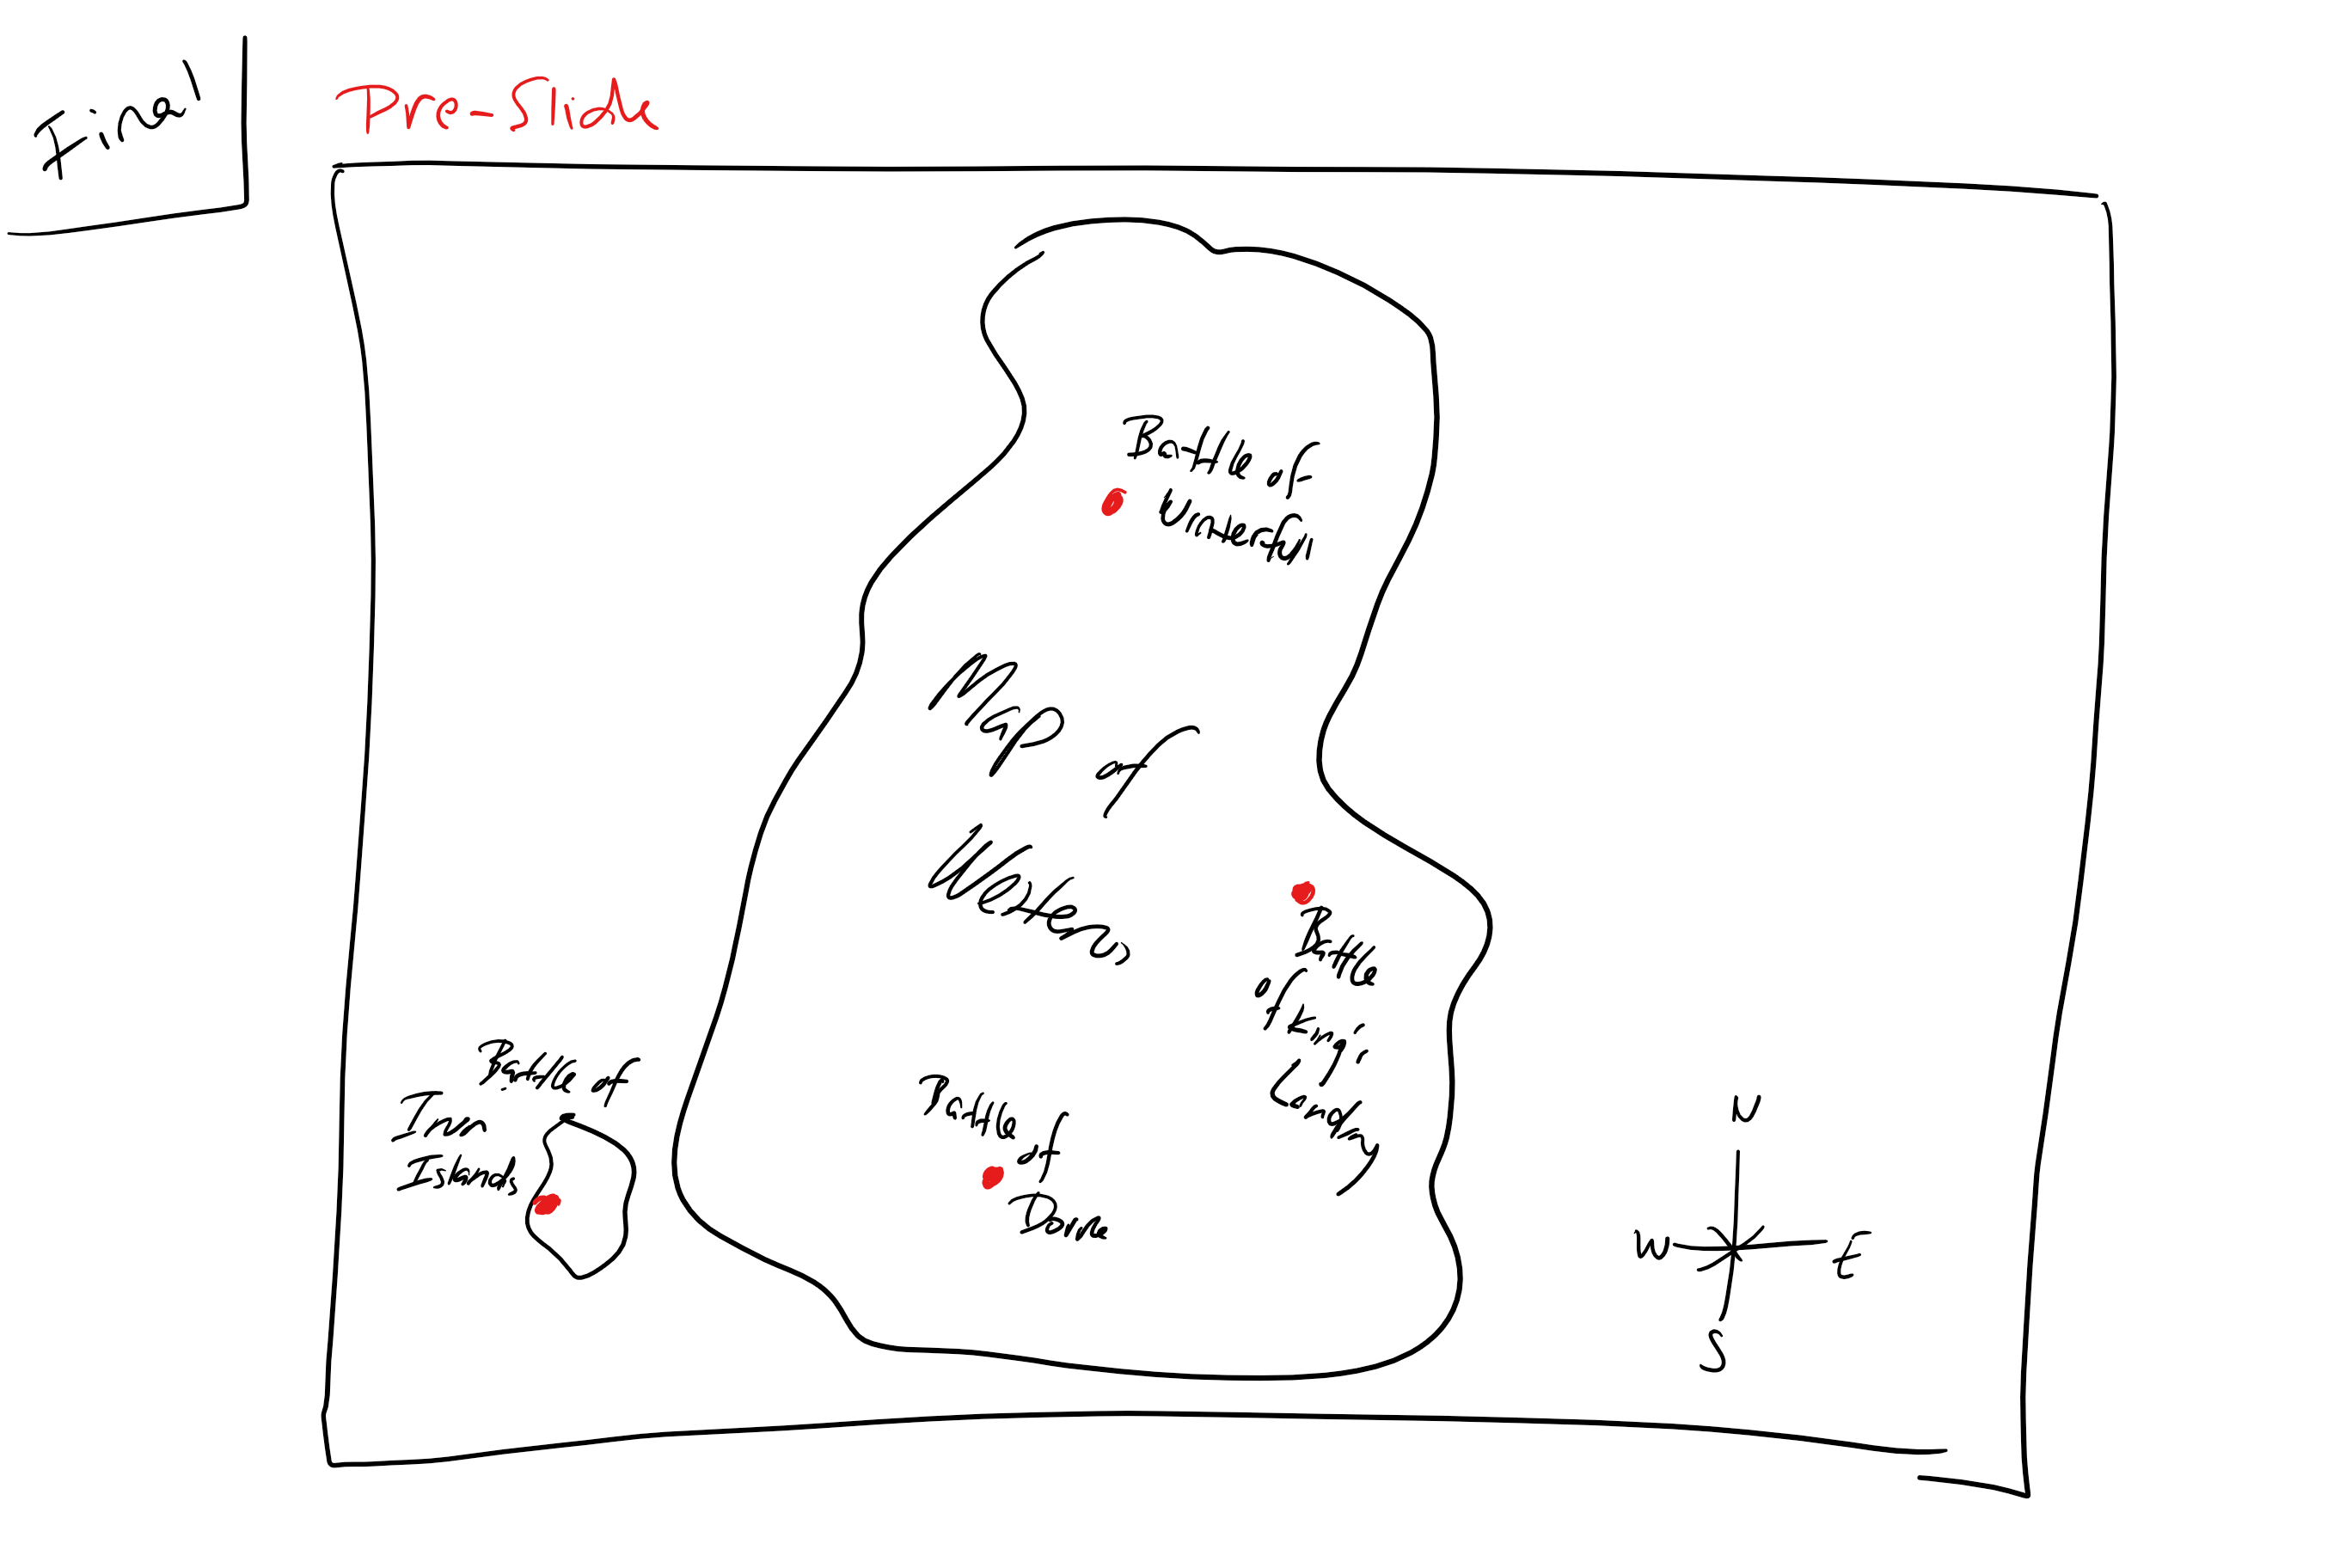 Final
Pre-Slide
Battle of
Winterfell
Map of
Westeros
Battle
of
King's
Landing
Battle of
Iron
Islands
Battle
of
Dorne
N
W
E
S